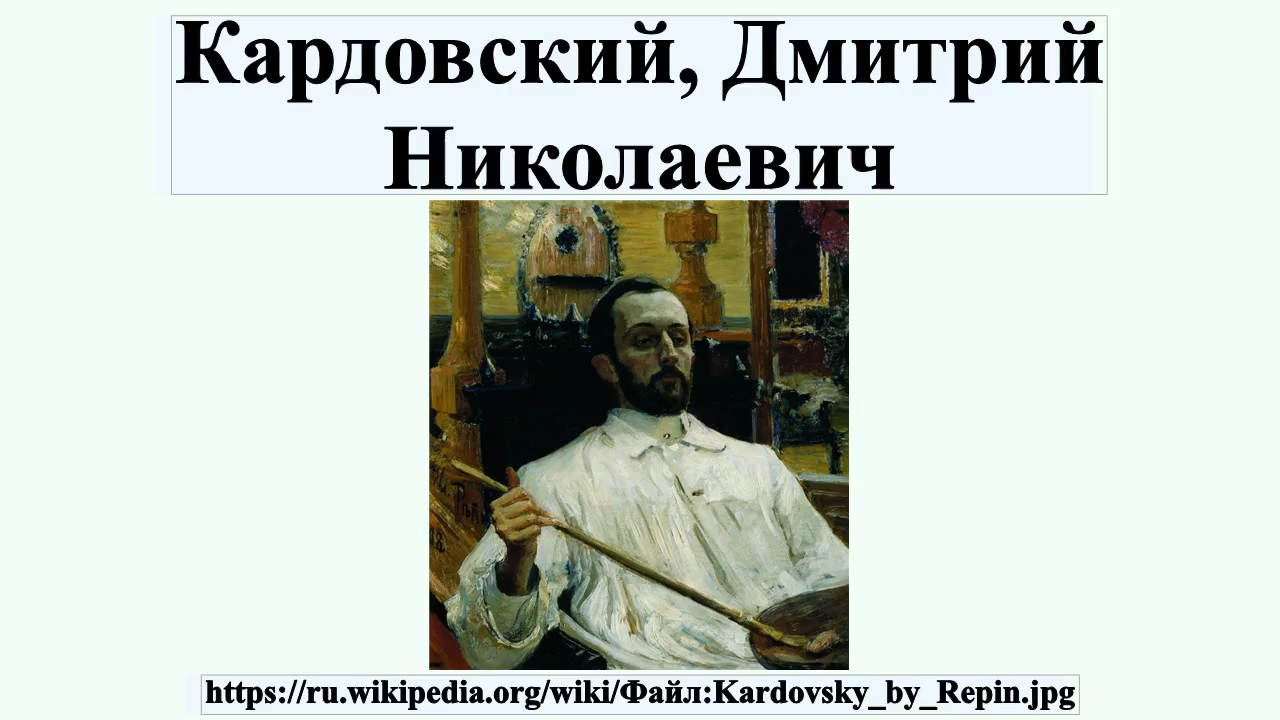 Кардовский, Дмитрий
Николаевич
https://ru.wikipedia.org/wiki/Файл:Kardovsky_by_Repin.jpg